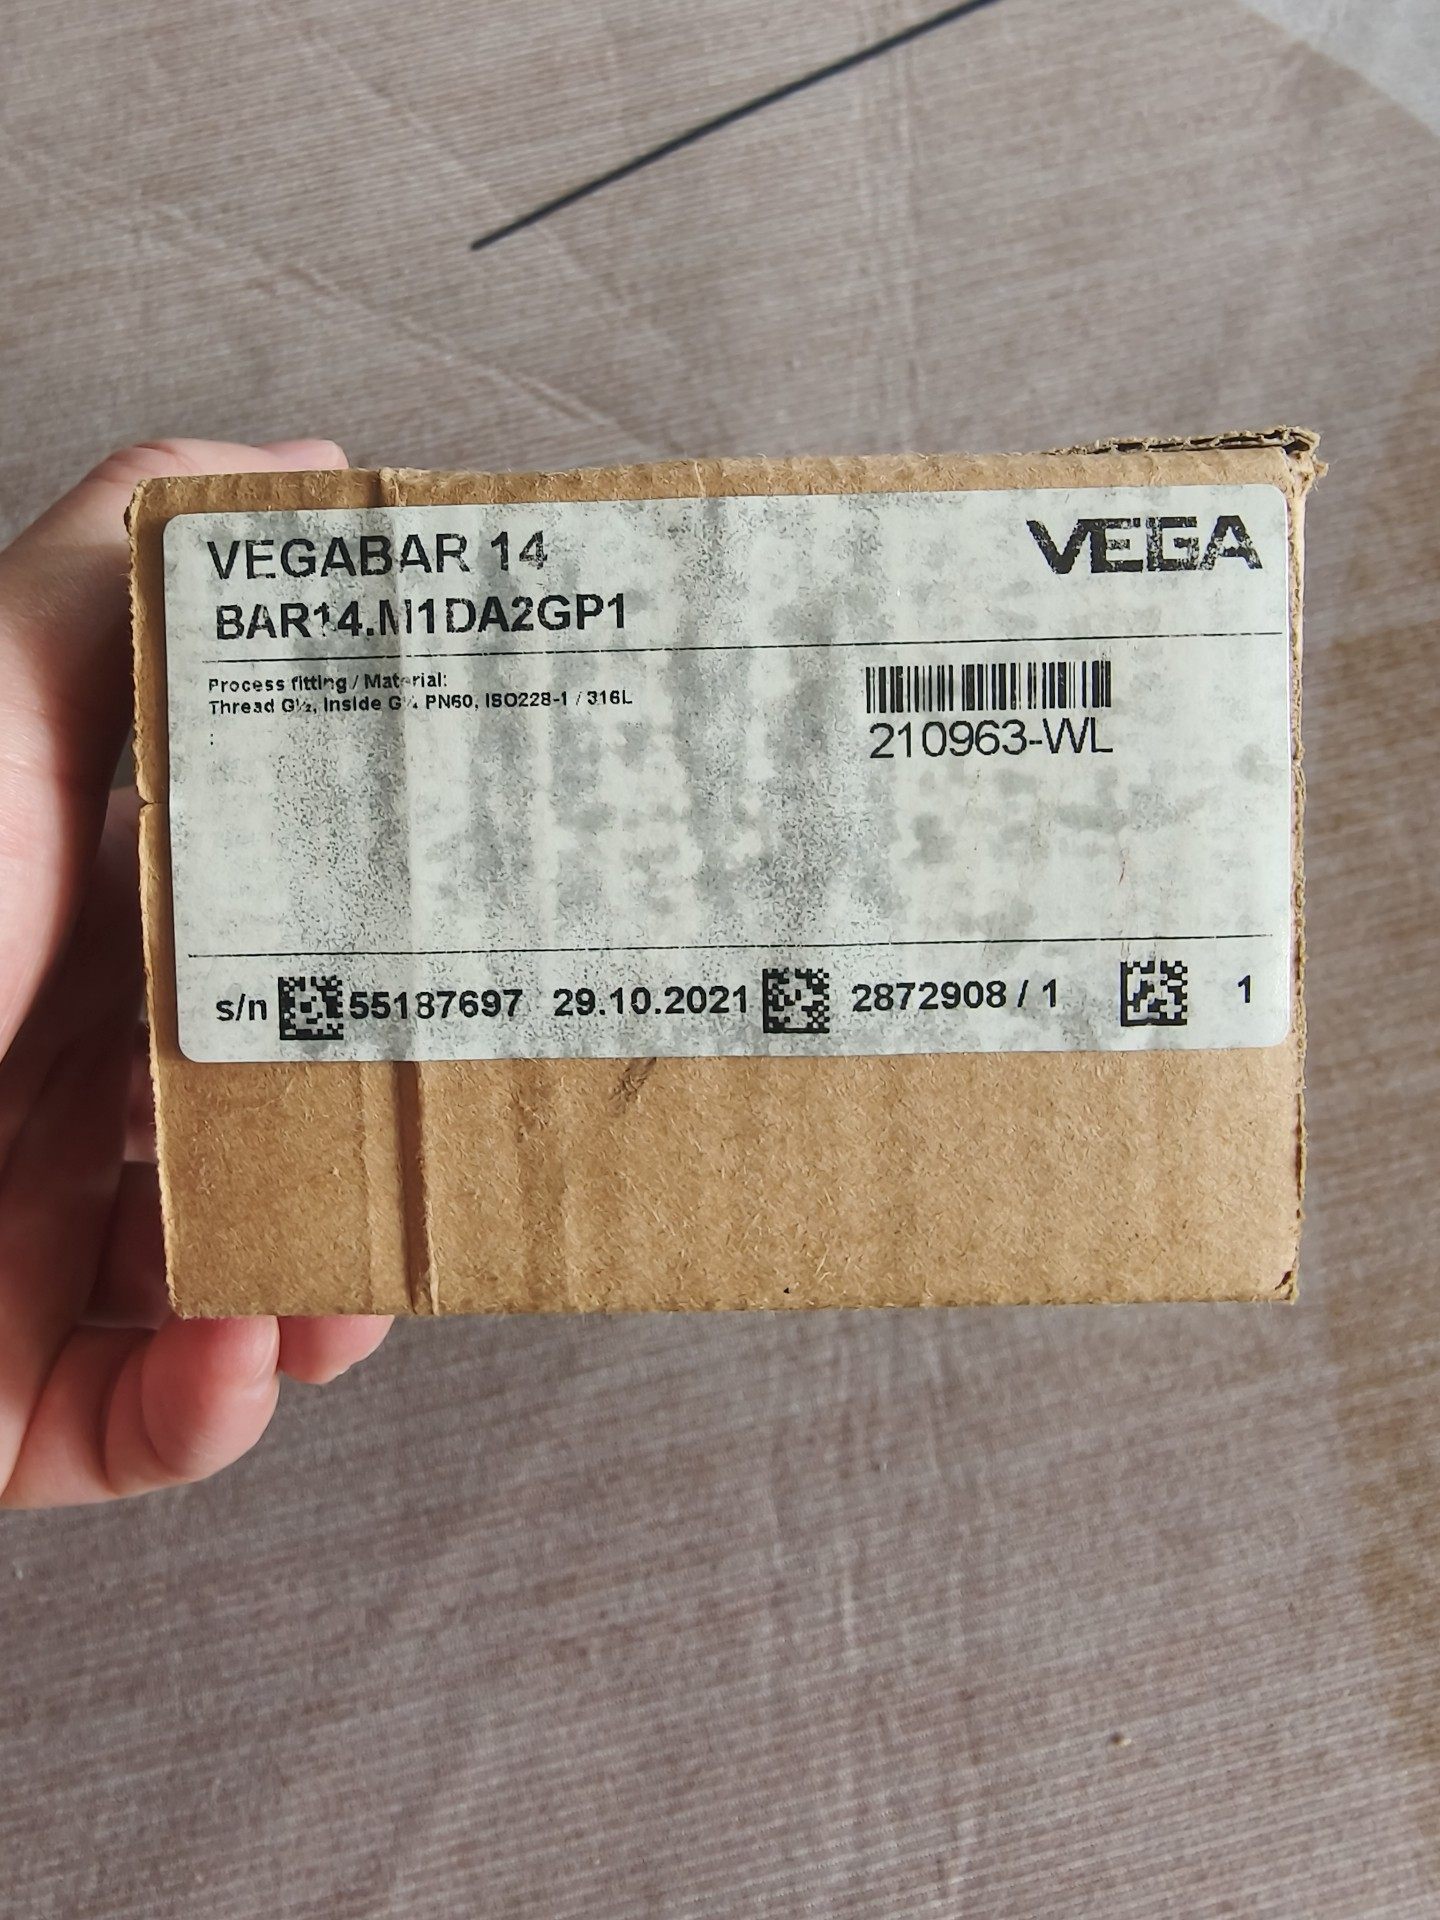 VEGABAR 14
VEGA
BAR14.M1DA2GP1
Process fitting / Material:
Thread G½, Inside G¼ PN60, ISO228-1 / 316L
:
210963-WL
s/n 55187697 29.10.2021 2872908 / 1 1